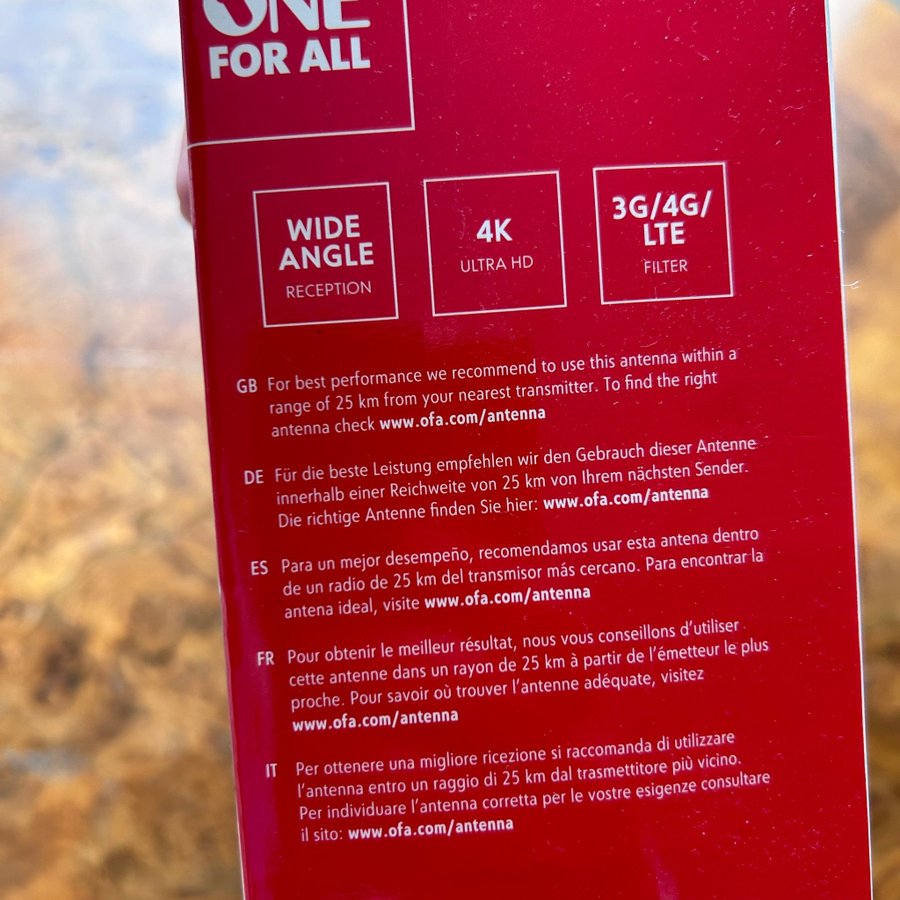 ONE
FOR ALL
WIDE
ANGLE
RECEPTION
4K
ULTRA HD
3G/4G/
LTE
FILTER
GB For best performance we recommend to use this antenna within a
range of 25 km from your nearest transmitter. To find the right
antenna check www.ofa.com/antenna
DE Für die beste Leistung empfehlen wir den Gebrauch dieser Antenne
innerhalb einer Reichweite von 25 km von Ihrem nächsten Sender.
Die richtige Antenne finden Sie hier: www.ofa.com/antenna
ES Para un mejor desempeño, recomendamos usar esta antena dentro
de un radio de 25 km del transmisor más cercano. Para encontrar la
antena ideal, visite www.ofa.com/antenna
FR Pour obtenir le meilleur résultat, nous vous conseillons d'utiliser
cette antenne dans un rayon de 25 km à partir de l'émetteur le plus
proche. Pour savoir où trouver l'antenne adéquate, visitez
www.ofa.com/antenna
IT Per ottenere una migliore ricezione si raccomanda di utilizzare
l'antenna entro un raggio di 25 km dal trasmettitore più vicino.
Per individuare l'antenna corretta per le vostre esigenze consultare
il sito: www.ofa.com/antenna